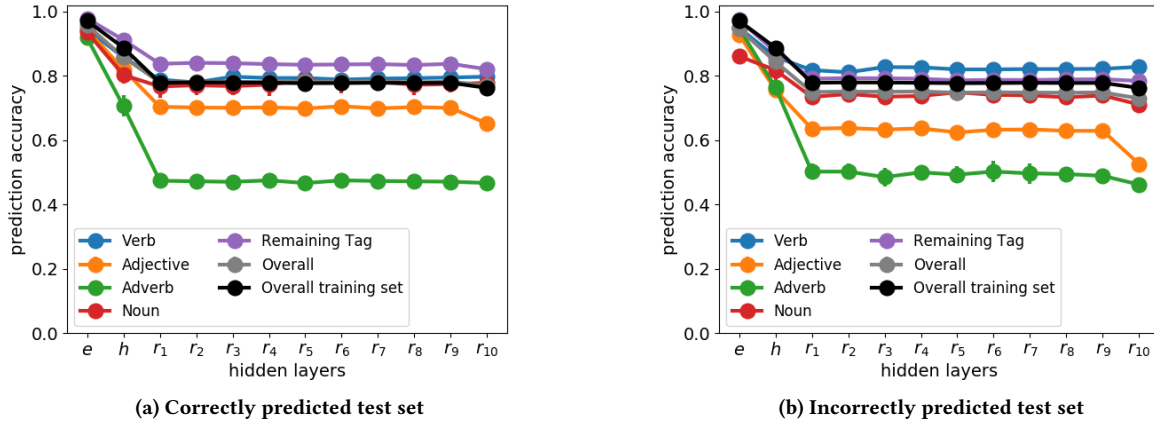 1.0
0.8
0.6
0.4
0.2
0.0
prediction accuracy
Verb
Adjective
Adverb
Noun
Remaining Tag
Overall
Overall training set
e h r1 r2 r3 r4 r5 r6 r7 r8 r9 r10
hidden layers
(a) Correctly predicted test set
1.0
0.8
0.6
0.4
0.2
0.0
prediction accuracy
Verb
Adjective
Adverb
Noun
Remaining Tag
Overall
Overall training set
e h r1 r2 r3 r4 r5 r6 r7 r8 r9 r10
hidden layers
(b) Incorrectly predicted test set